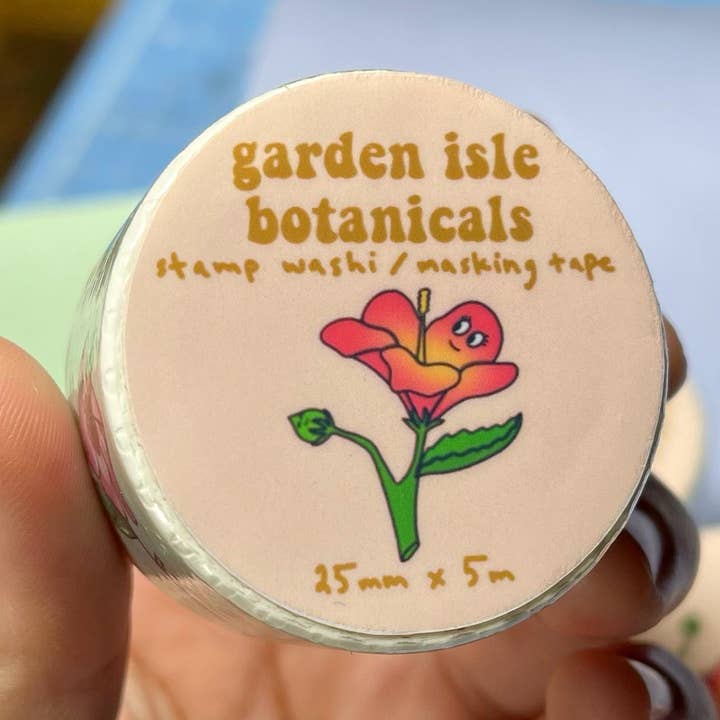 garden isle
botanicals
stamp washi / masking tape
25mm x 5m